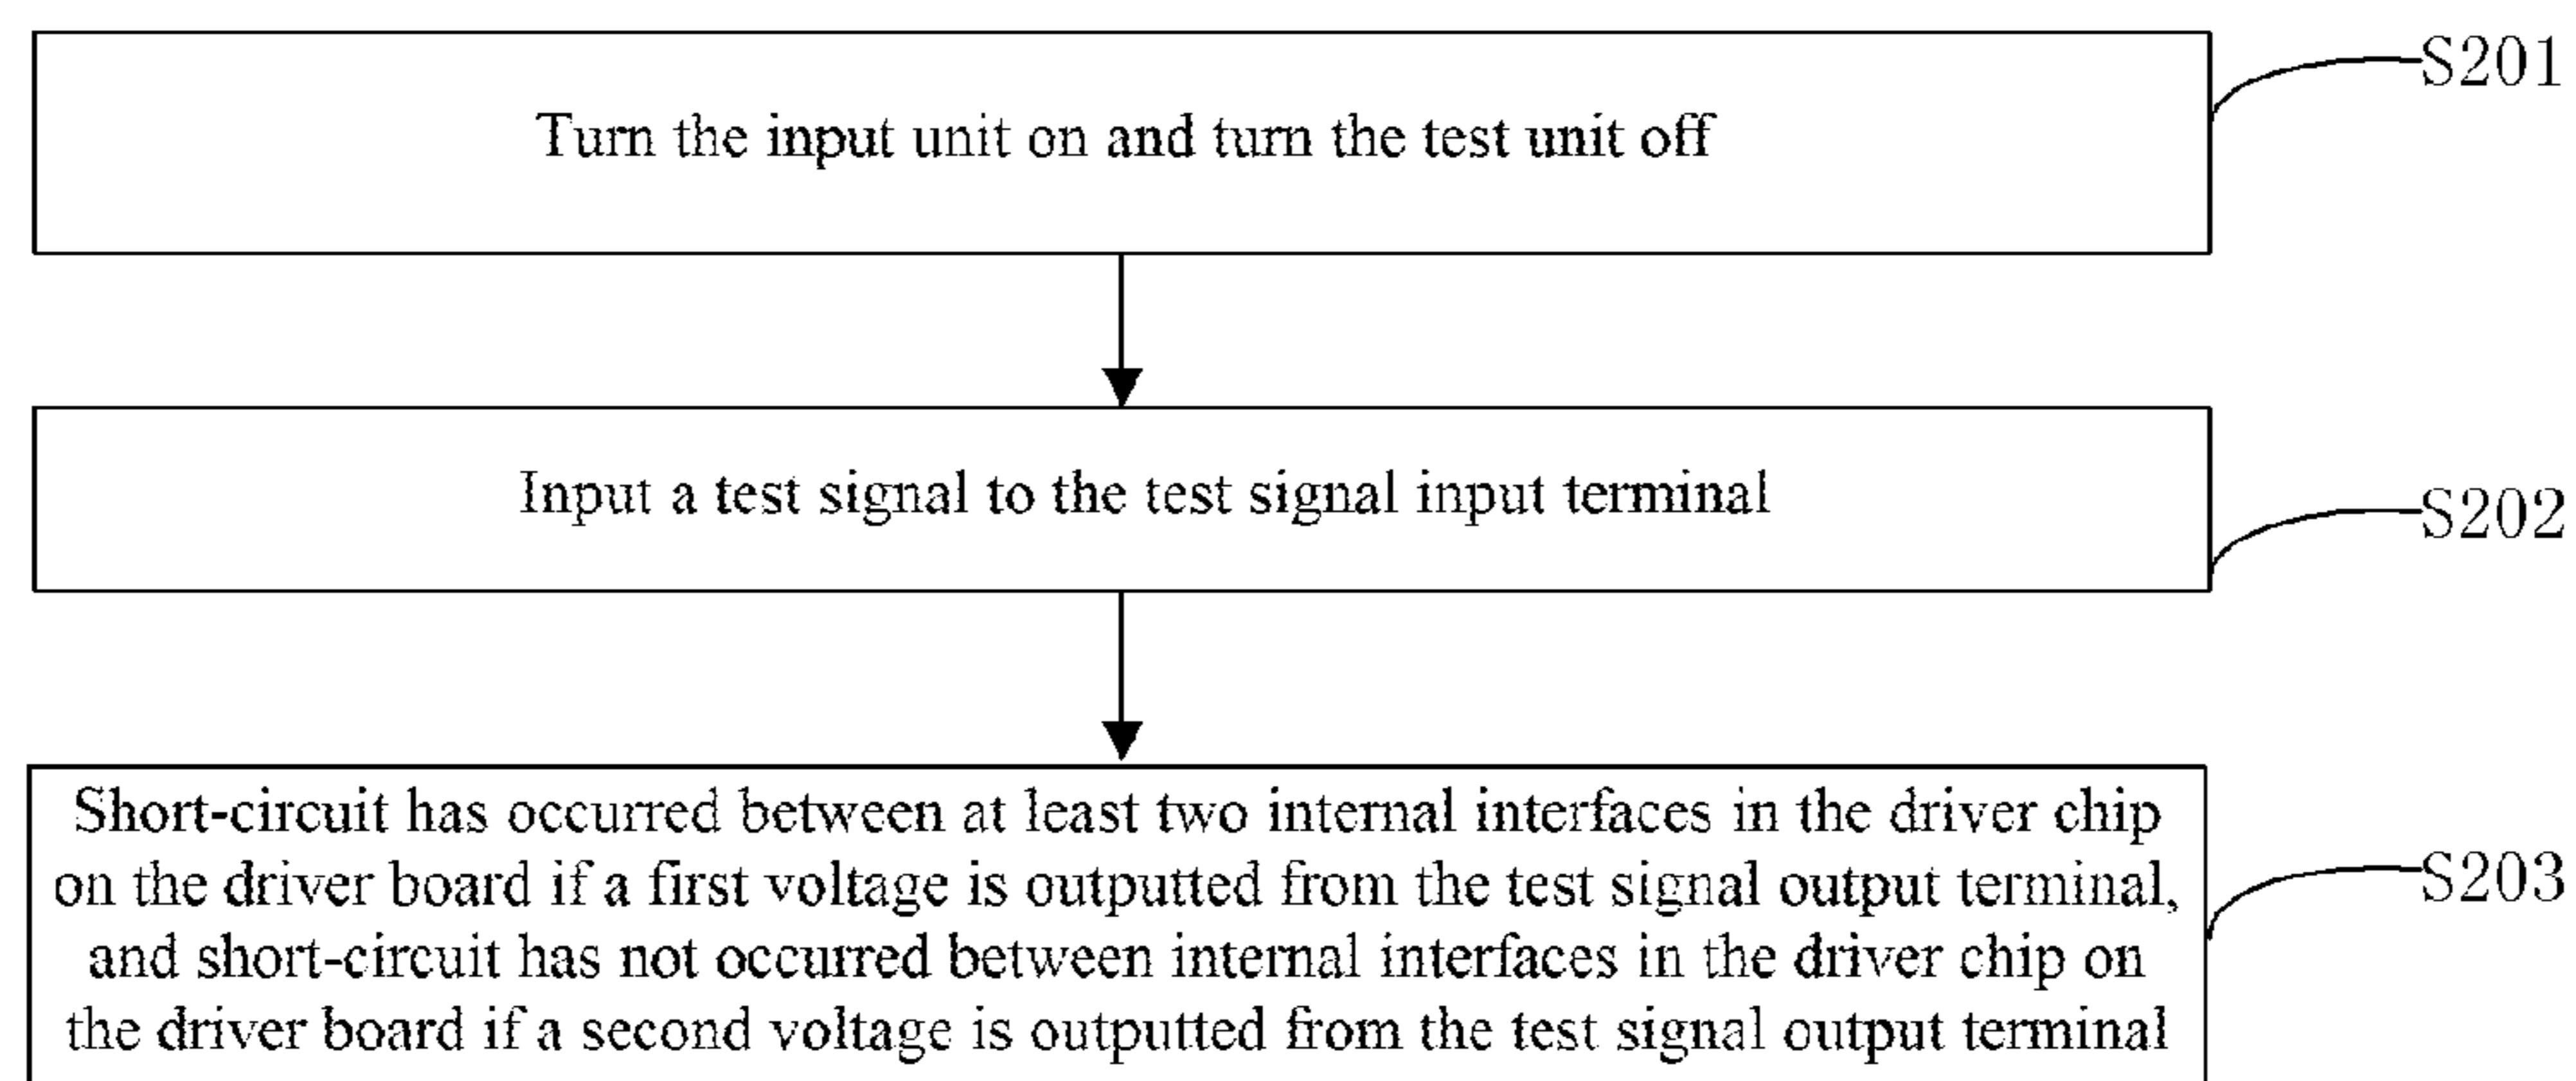 Turn the input unit on and turn the test unit off
S201
Input a test signal to the test signal input terminal
S202
Short-circuit has occurred between at least two internal interfaces in the driver chip
on the driver board if a first voltage is outputted from the test signal output terminal,
and short-circuit has not occurred between internal interfaces in the driver chip on
the driver board if a second voltage is outputted from the test signal output terminal
S203